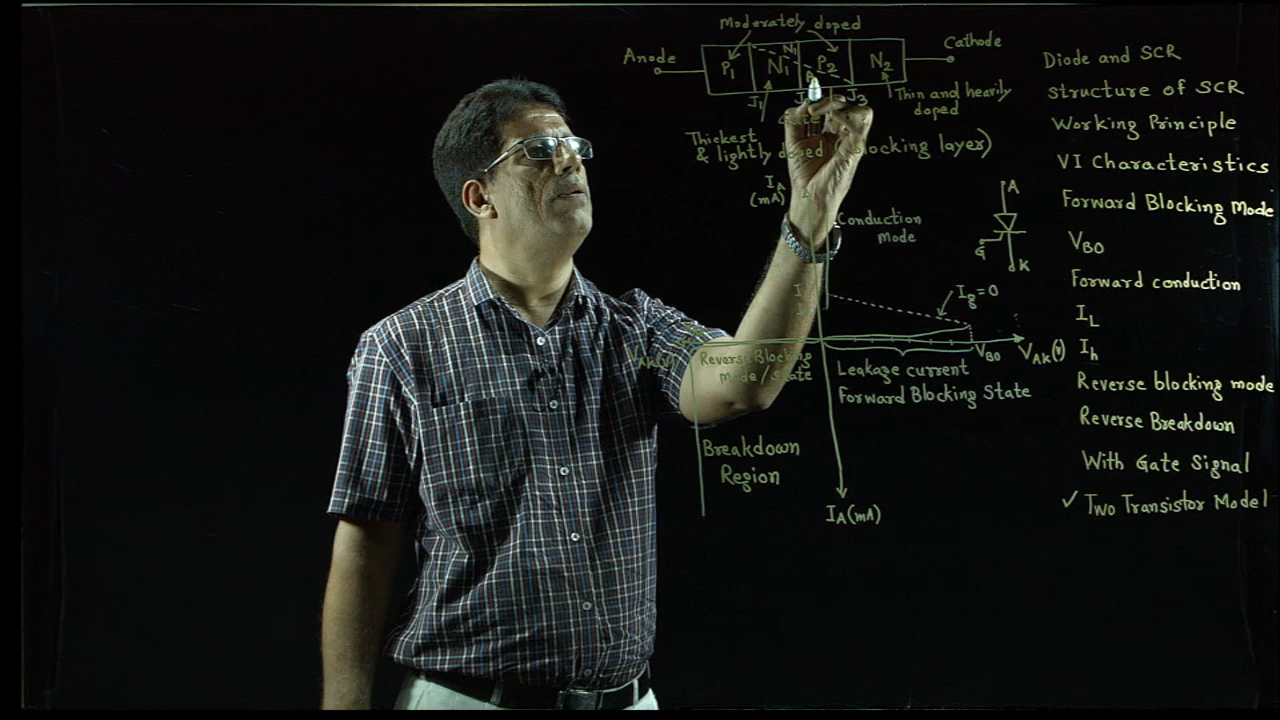 Moderately doped
Anode
P1 N1 N1 P2 N2
Cathode
J1 J3
Thin and heavily
doped
Thickest
& lightly doped (blocking layer)
IA
(mA)
Conduction
mode
A
G
K
Ig=0
VBO
VAK(V)
Reverse Blocking
Mode/State
Leakage current
Forward Blocking State
Breakdown
Region
IA(mA)
Diode and SCR
structure of SCR
Working Principle
VI Characteristics
Forward Blocking Mode
VBO
Forward conduction
IL
Ih
Reverse blocking mode
Reverse Breakdown
With Gate Signal
✓ Two Transistor Model